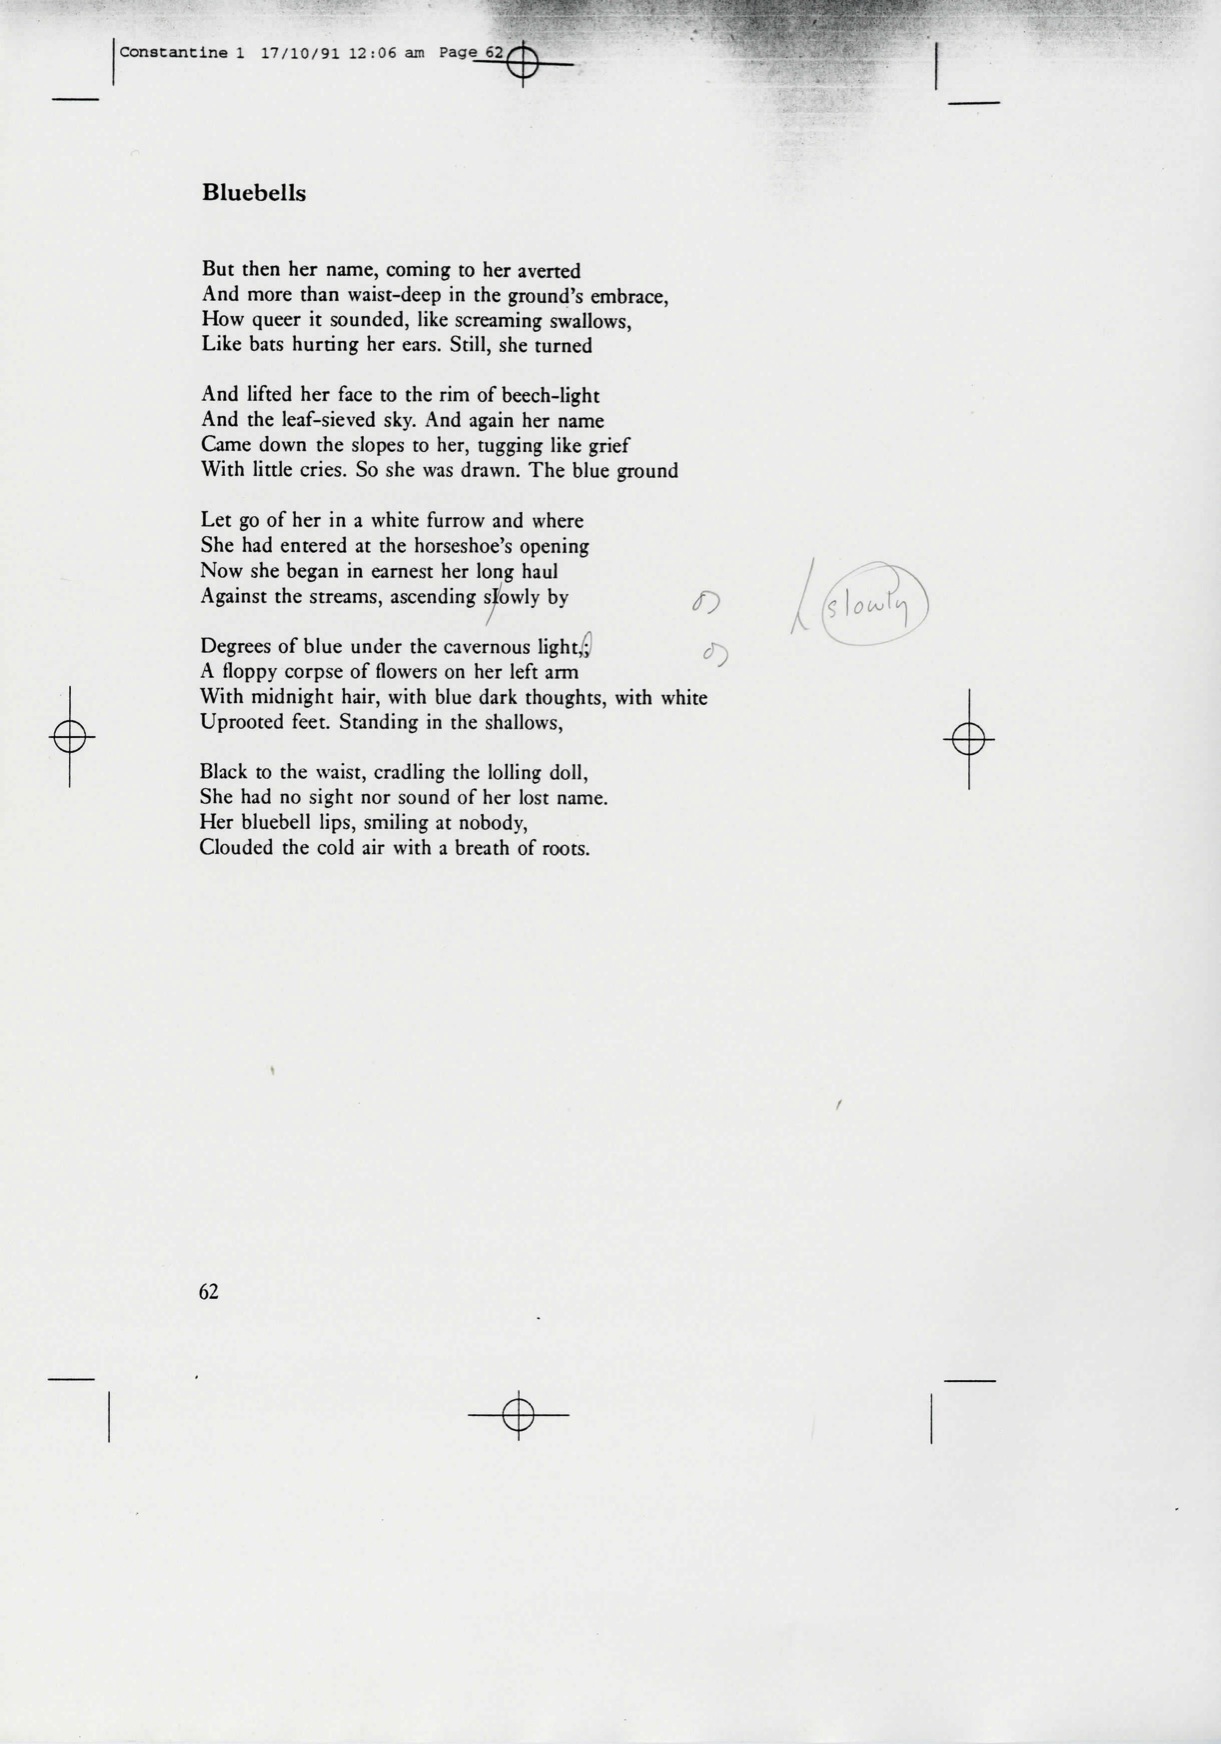 Constantine 1 17/10/91 12:06 am Page 62
Bluebells
But then her name, coming to her averted
And more than waist-deep in the ground's embrace,
How queer it sounded, like screaming swallows,
Like bats hurting her ears. Still, she turned
And lifted her face to the rim of beech-light
And the leaf-sieved sky. And again her name
Came down the slopes to her, tugging like grief
With little cries. So she was drawn. The blue ground
Let go of her in a white furrow and where
She had entered at the horseshoe's opening
Now she began in earnest her long haul
Against the streams, ascending slowly by
slowly
Degrees of blue under the cavernous light,;
A floppy corpse of flowers on her left arm
With midnight hair, with blue dark thoughts, with white
Uprooted feet. Standing in the shallows,
Black to the waist, cradling the lolling doll,
She had no sight nor sound of her lost name.
Her bluebell lips, smiling at nobody,
Clouded the cold air with a breath of roots.
62